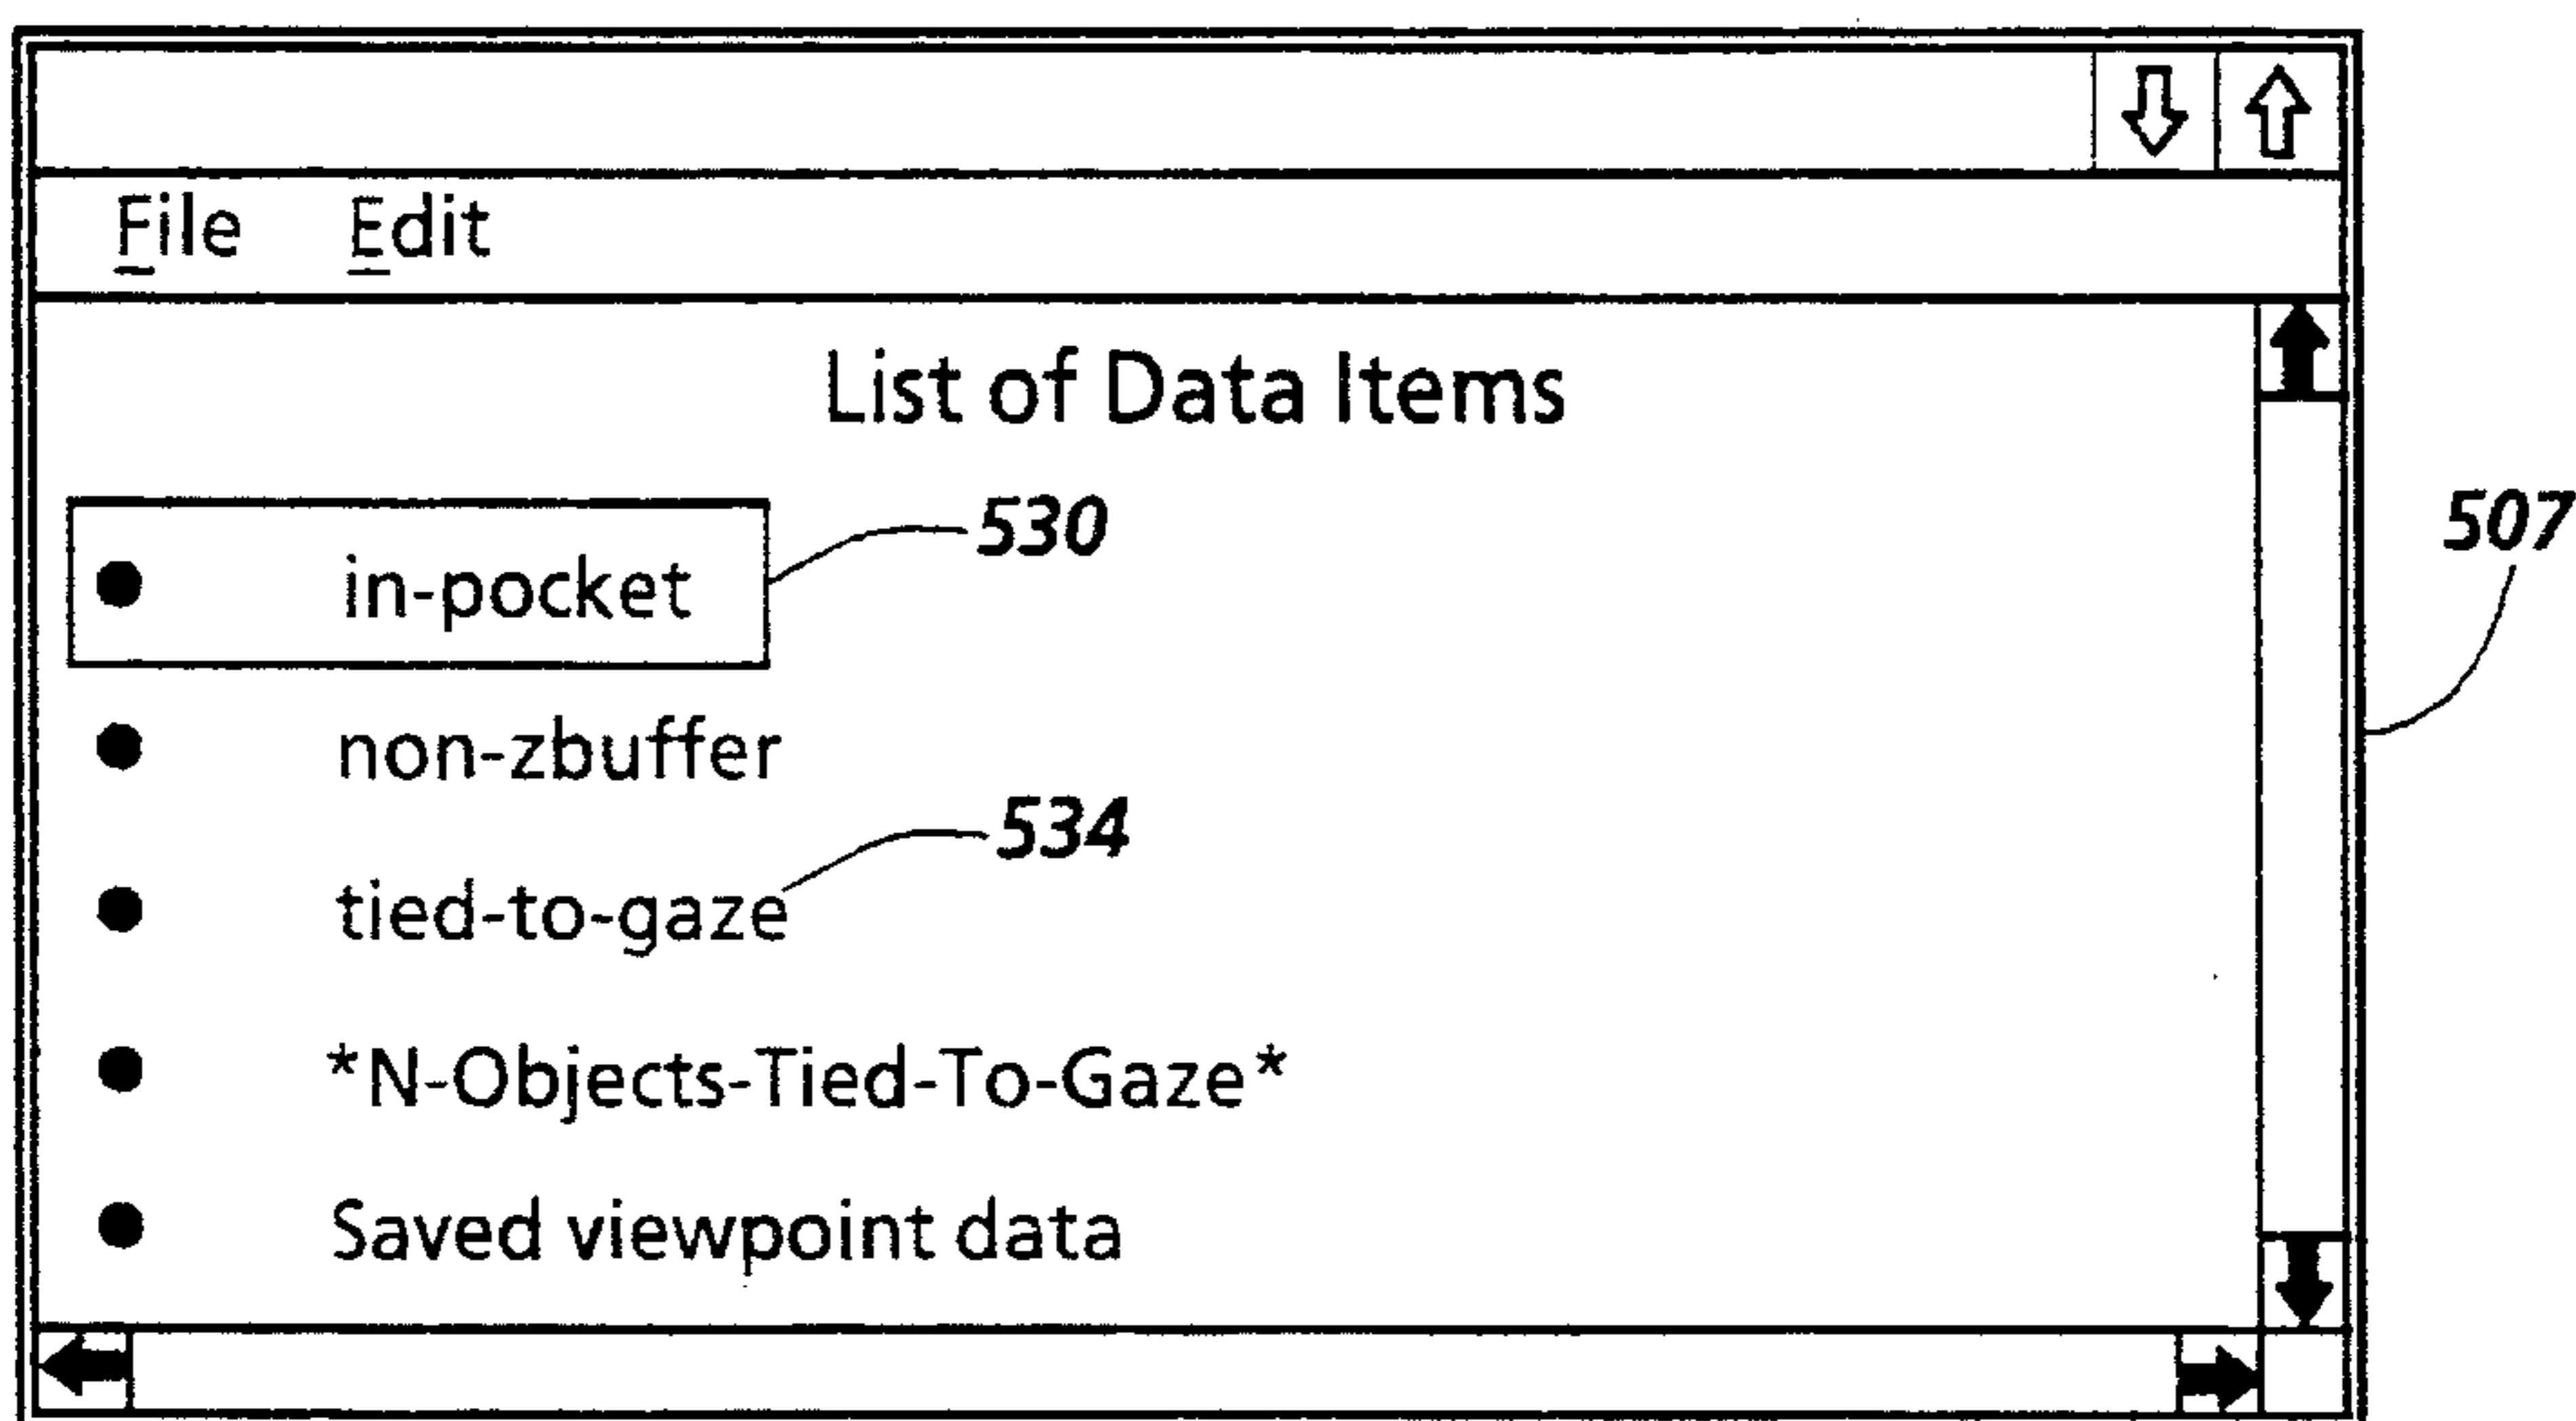 File Edit
List of Data Items
530
507
● in-pocket
● non-zbuffer
534
● tied-to-gaze
● *N-Objects-Tied-To-Gaze*
● Saved viewpoint data